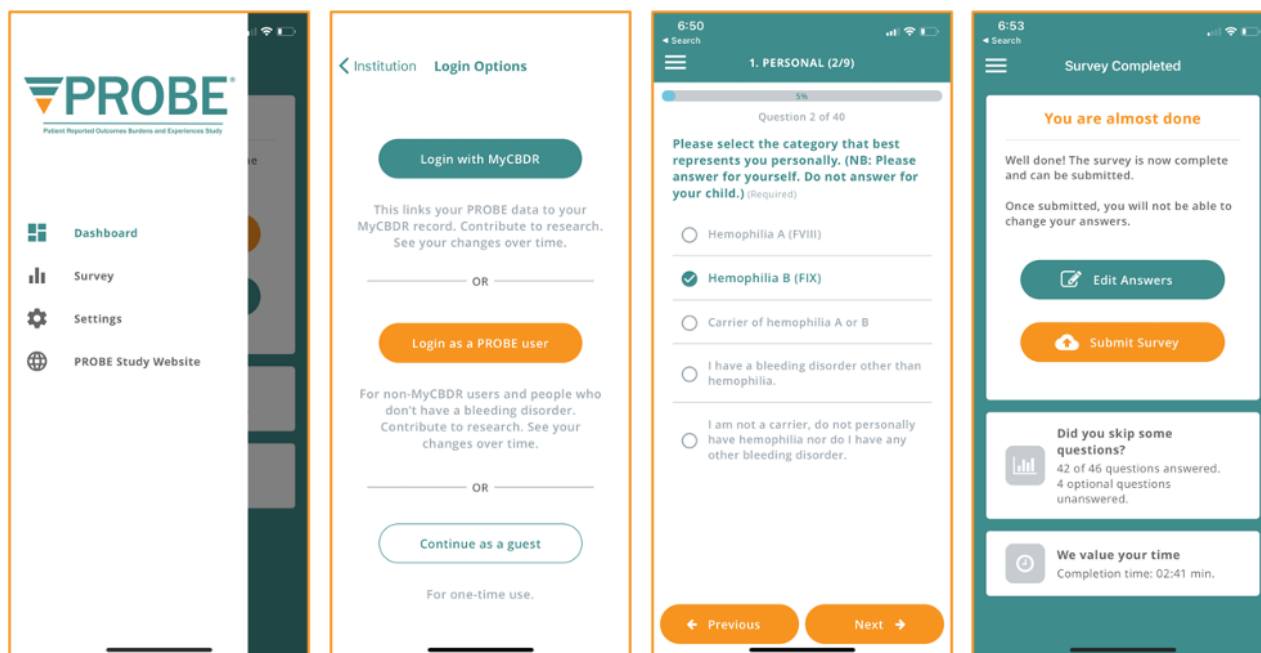 PROBE®
Patient Reported Outcomes Burdens and Experiences Study
Dashboard
Survey
Settings
PROBE Study Website
Institution
Login Options
Login with MyCBDR
This links your PROBE data to your
MyCBDR record. Contribute to research.
See your changes over time.
OR
Login as a PROBE user
For non-MyCBDR users and people who
don't have a bleeding disorder.
Contribute to research. See your
changes over time.
OR
Continue as a guest
For one-time use.
6:50
◄ Search
1. PERSONAL (2/9)
5%
Question 2 of 40
Please select the category that best
represents you personally. (NB: Please
answer for yourself. Do not answer for
your child.) (Required)
Hemophilia A (FVIII)
Hemophilia B (FIX)
Carrier of hemophilia A or B
I have a bleeding disorder other than
hemophilia.
I am not a carrier, do not personally
have hemophilia nor do I have any
other bleeding disorder.
Previous
Next
6:53
◄ Search
Survey Completed
You are almost done
Well done! The survey is now complete
and can be submitted.
Once submitted, you will not be able to
change your answers.
Edit Answers
Submit Survey
Did you skip some
questions?
42 of 46 questions answered.
4 optional questions
unanswered.
We value your time
Completion time: 02:41 min.